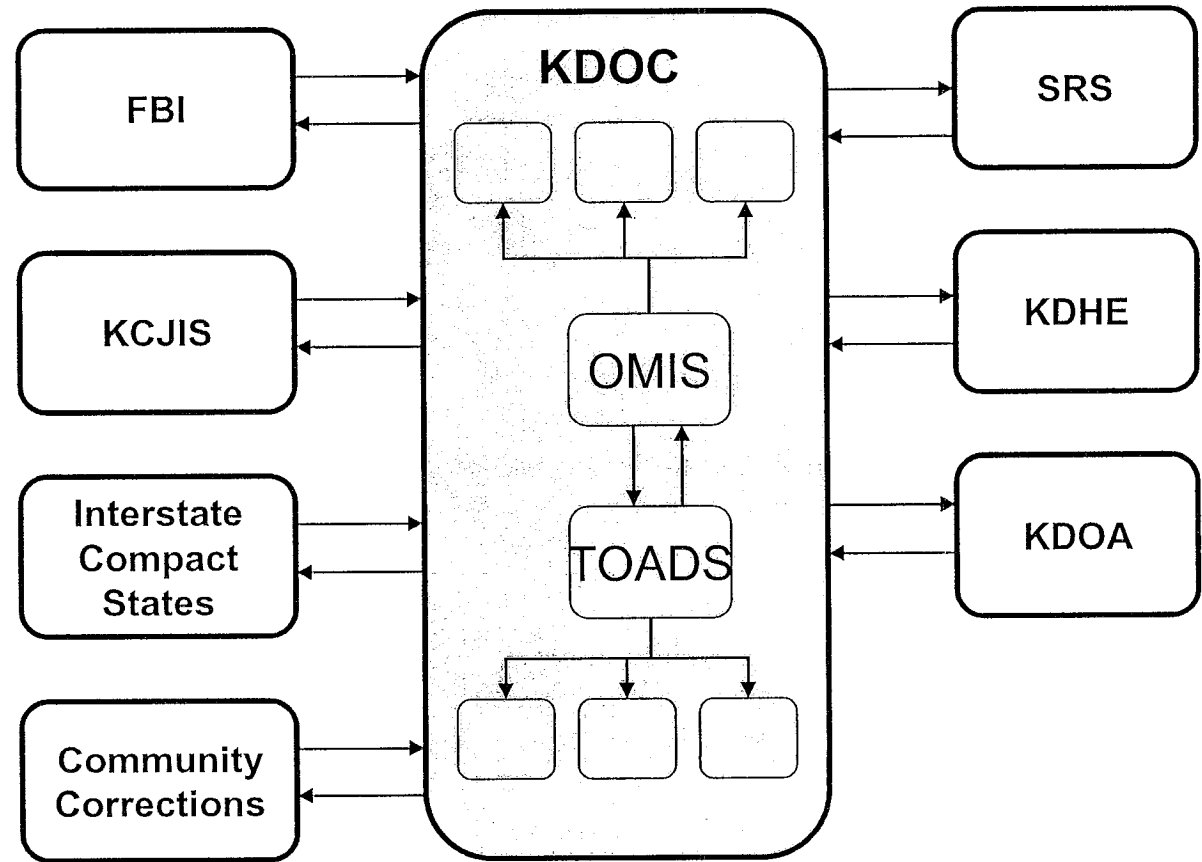 KDOC
FBI
SRS
KCJIS
KDHE
OMIS
Interstate
Compact
States
KDOA
TOADS
Community
Corrections